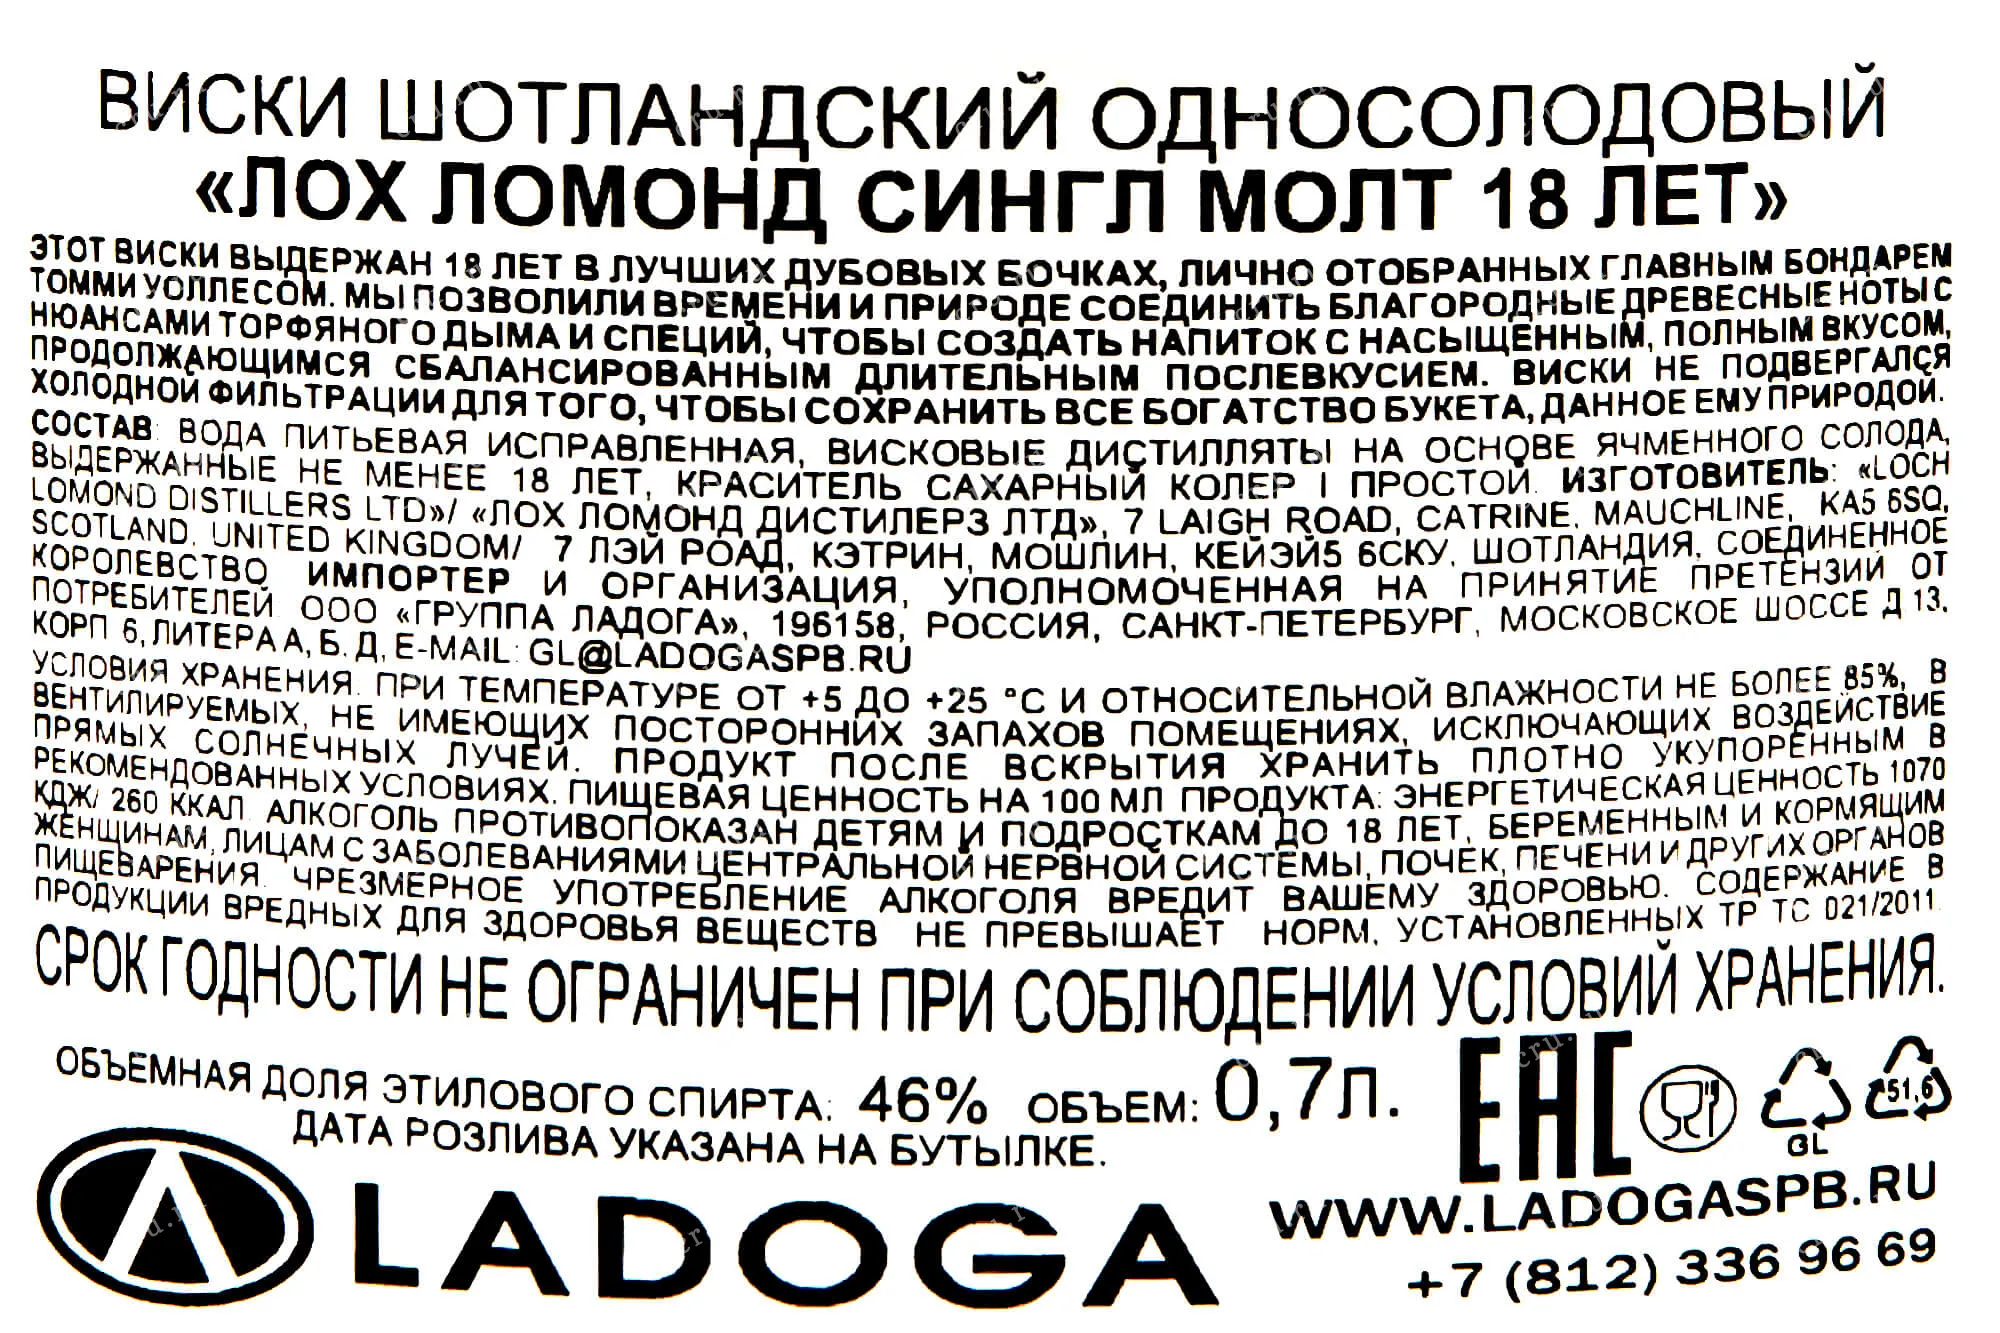 ВИСКИ ШОТЛАНДСКИЙ ОДНОСОЛОДОВЫЙ
«ЛОХ ЛОМОНД СИНГЛ МОЛТ 18 ЛЕТ»
ЭТОТ ВИСКИ ВЫДЕРЖАН 18 ЛЕТ В ЛУЧШИХ ДУБОВЫХ БОЧКАХ, ЛИЧНО ОТОБРАННЫХ ГЛАВНЫМ БОНДАРЕМ
ТОММИ УОЛЛЕСОМ. МЫ ПОЗВОЛИЛИ ВРЕМЕНИ И ПРИРОДЕ СОЕДИНИТЬ БЛАГОРОДНЫЕ ДРЕВЕСНЫЕ НОТЫ С
НЮАНСАМИ ТОРФЯНОГО ДЫМА И СПЕЦИЙ, ЧТОБЫ СОЗДАТЬ НАПИТОК С НАСЫЩЕННЫМ, ПОЛНЫМ ВКУСОМ,
ПРОДОЛЖАЮЩИМСЯ СБАЛАНСИРОВАННЫМ ДЛИТЕЛЬНЫМ ПОСЛЕВКУСИЕМ. ВИСКИ НЕ ПОДВЕРГАЛСЯ
ХОЛОДНОЙ ФИЛЬТРАЦИИ ДЛЯ ТОГО, ЧТОБЫ СОХРАНИТЬ ВСЕ БОГАТСТВО БУКЕТА, ДАННОЕ ЕМУ ПРИРОДОЙ.
СОСТАВ: ВОДА ПИТЬЕВАЯ ИСПРАВЛЕННАЯ, ВИСКОВЫЕ ДИСТИЛЛЯТЫ НА ОСНОВЕ ЯЧМЕННОГО СОЛОДА,
ВЫДЕРЖАННЫЕ НЕ МЕНЕЕ 18 ЛЕТ, КРАСИТЕЛЬ САХАРНЫЙ КОЛЕР I ПРОСТОЙ. ИЗГОТОВИТЕЛЬ: «LOCH
LOMOND DISTILLERS LTD»/ «ЛОХ ЛОМОНД ДИСТИЛЕРЗ ЛТД», 7 LAIGH ROAD, CATRINE, MAUCHLINE, KA5 6SQ,
SCOTLAND, UNITED KINGDOM/ 7 ЛЭЙ РОАД, КЭТРИН, МОШЛИН, КЕЙЭЙ5 6СКУ, ШОТЛАНДИЯ, СОЕДИНЕННОЕ
КОРОЛЕВСТВО ИМПОРТЕР И ОРГАНИЗАЦИЯ, УПОЛНОМОЧЕННАЯ НА ПРИНЯТИЕ ПРЕТЕНЗИЙ ОТ
ПОТРЕБИТЕЛЕЙ ООО «ГРУППА ЛАДОГА», 196158, РОССИЯ, САНКТ-ПЕТЕРБУРГ, МОСКОВСКОЕ ШОССЕ Д 13,
КОРП 6, ЛИТЕРА А, Б, Д, E-MAIL: GL@LADOGASPB.RU
УСЛОВИЯ ХРАНЕНИЯ. ПРИ ТЕМПЕРАТУРЕ ОТ +5 ДО +25 °С И ОТНОСИТЕЛЬНОЙ ВЛАЖНОСТИ НЕ БОЛЕЕ 85%, В
ВЕНТИЛИРУЕМЫХ, НЕ ИМЕЮЩИХ ПОСТОРОННИХ ЗАПАХОВ ПОМЕЩЕНИЯХ, ИСКЛЮЧАЮЩИХ ВОЗДЕЙСТВИЕ
ПРЯМЫХ СОЛНЕЧНЫХ ЛУЧЕЙ. ПРОДУКТ ПОСЛЕ ВСКРЫТИЯ ХРАНИТЬ ПЛОТНО УКУПОРЕННЫМ В
РЕКОМЕНДОВАННЫХ УСЛОВИЯХ. ПИЩЕВАЯ ЦЕННОСТЬ НА 100 МЛ ПРОДУКТА: ЭНЕРГЕТИЧЕСКАЯ ЦЕННОСТЬ 1070
КДЖ/ 260 ККАЛ. АЛКОГОЛЬ ПРОТИВОПОКАЗАН ДЕТЯМ И ПОДРОСТКАМ ДО 18 ЛЕТ, БЕРЕМЕННЫМ И КОРМЯЩИМ
ЖЕНЩИНАМ, ЛИЦАМ С ЗАБОЛЕВАНИЯМИ ЦЕНТРАЛЬНОЙ НЕРВНОЙ СИСТЕМЫ, ПОЧЕК, ПЕЧЕНИ И ДРУГИХ ОРГАНОВ
ПИЩЕВАРЕНИЯ. ЧРЕЗМЕРНОЕ УПОТРЕБЛЕНИЕ АЛКОГОЛЯ ВРЕДИТ ВАШЕМУ ЗДОРОВЬЮ. СОДЕРЖАНИЕ В
ПРОДУКЦИИ ВРЕДНЫХ ДЛЯ ЗДОРОВЬЯ ВЕЩЕСТВ НЕ ПРЕВЫШАЕТ НОРМ, УСТАНОВЛЕННЫХ ТР ТС 021/2011.
СРОК ГОДНОСТИ НЕ ОГРАНИЧЕН ПРИ СОБЛЮДЕНИИ УСЛОВИЙ ХРАНЕНИЯ.
ОБЪЕМНАЯ ДОЛЯ ЭТИЛОВОГО СПИРТА: 46% ОБЪЕМ: 0,7л.
ДАТА РОЗЛИВА УКАЗАНА НА БУТЫЛКЕ.
EAC
GL
51,6
LADOGA
WWW.LADOGASPB.RU
+7 (812) 336 96 69